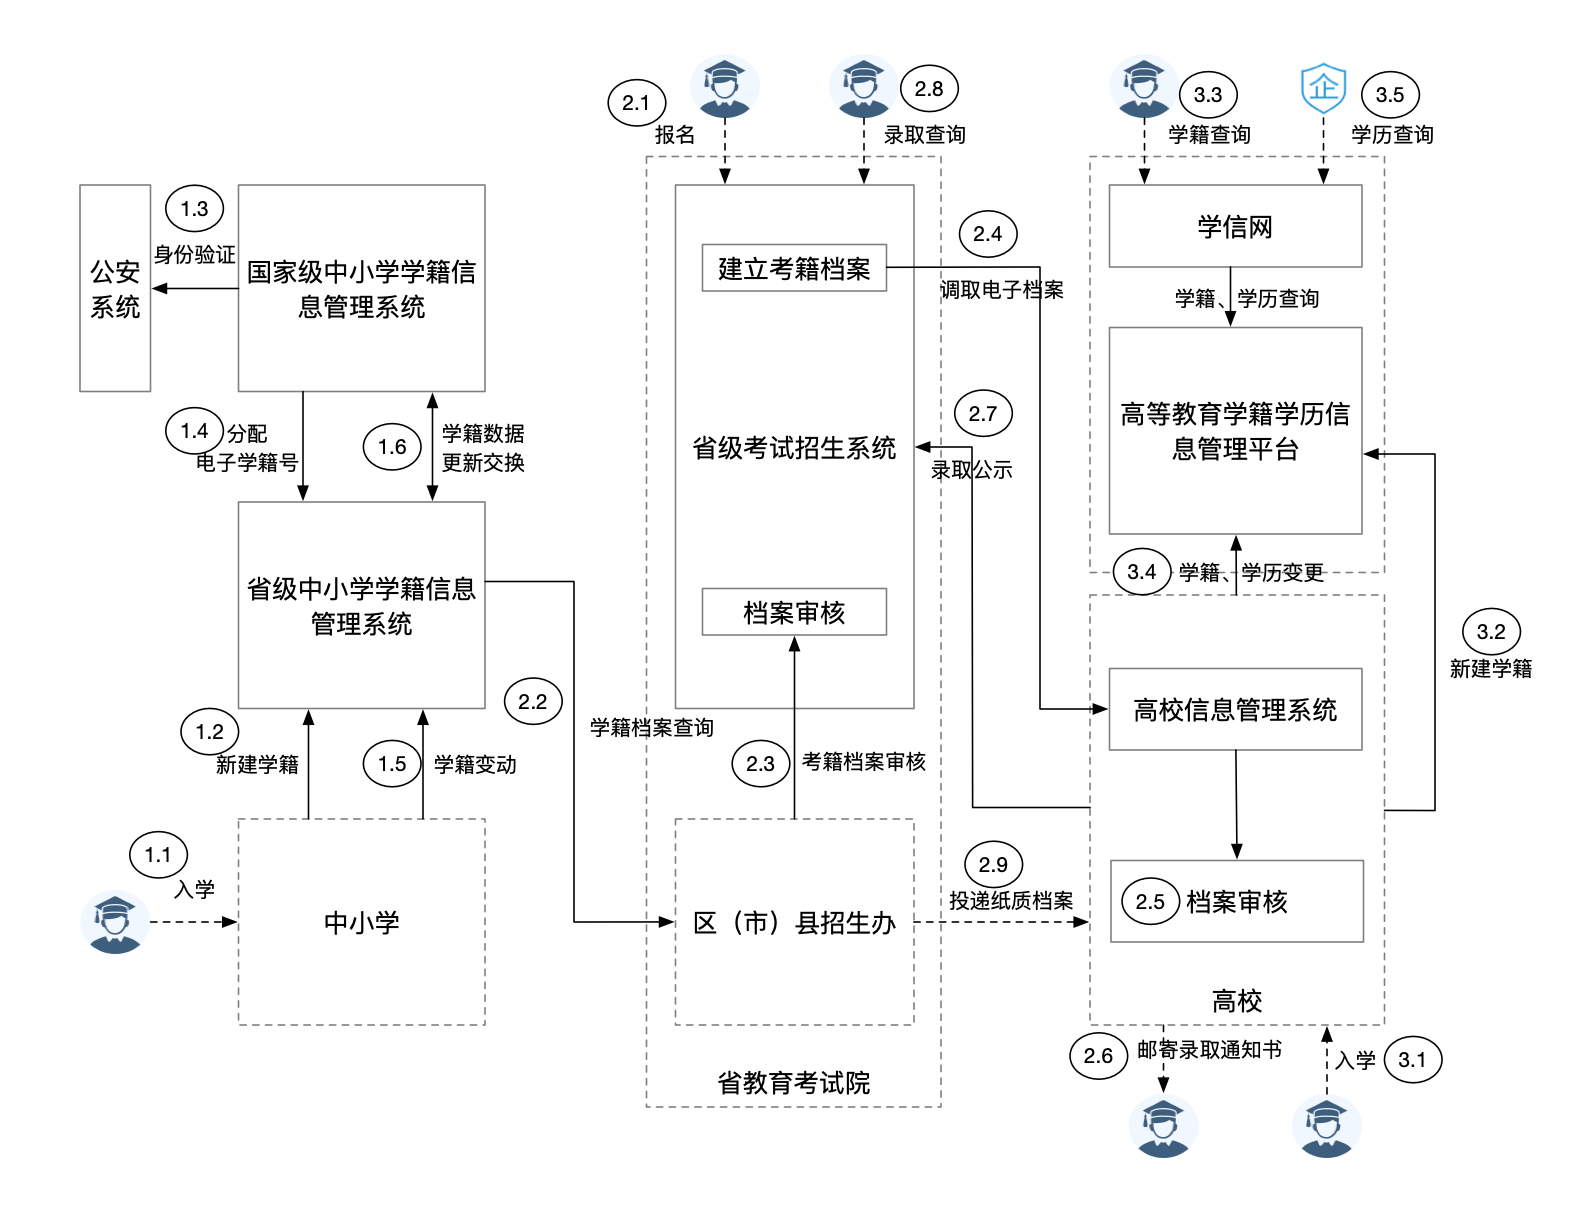 2.1
报名
2.8
录取查询
3.3
学籍查询
企
3.5
学历查询
公安
系统
1.3
身份验证
国家级中小学学籍信
息管理系统
1.4
分配
电子学籍号
1.6
学籍数据
更新交换
省级中小学学籍信息
管理系统
1.2
新建学籍
1.5
学籍变动
1.1
入学
中小学
2.2
学籍档案查询
建立考籍档案
省级考试招生系统
档案审核
2.3
考籍档案审核
区（市）县招生办
省教育考试院
2.4
调取电子档案
2.7
录取公示
2.9
投递纸质档案
学信网
学籍、学历查询
高等教育学籍学历信
息管理平台
3.4
学籍、学历变更
3.2
新建学籍
高校信息管理系统
2.5
档案审核
高校
2.6
邮寄录取通知书
入学
3.1